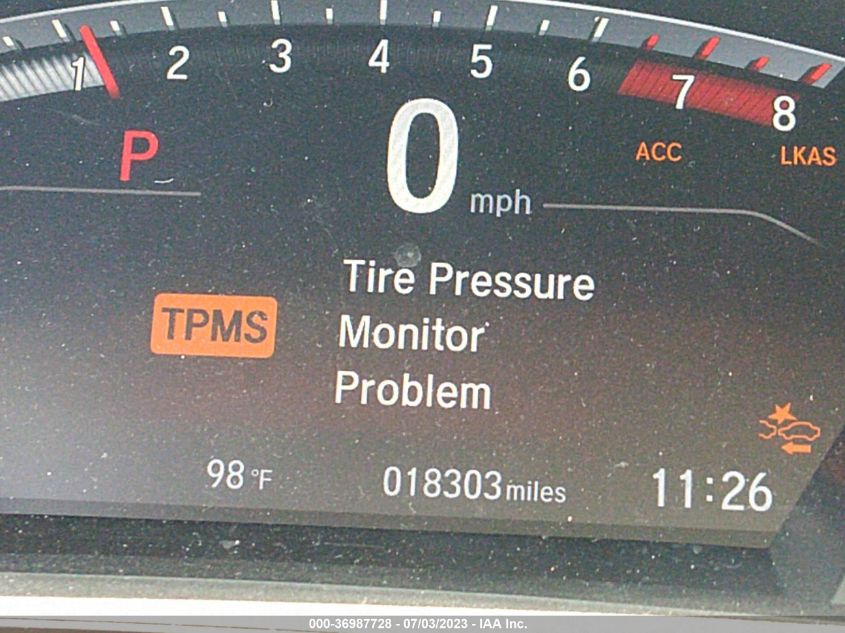 1 2 3 4 5 6 7 8
P
0 mph
ACC
LKAS
TPMS
Tire Pressure
Monitor
Problem
98 °F
018303 miles
11:26
000-36987728 - 07/03/2023 - IAA Inc.